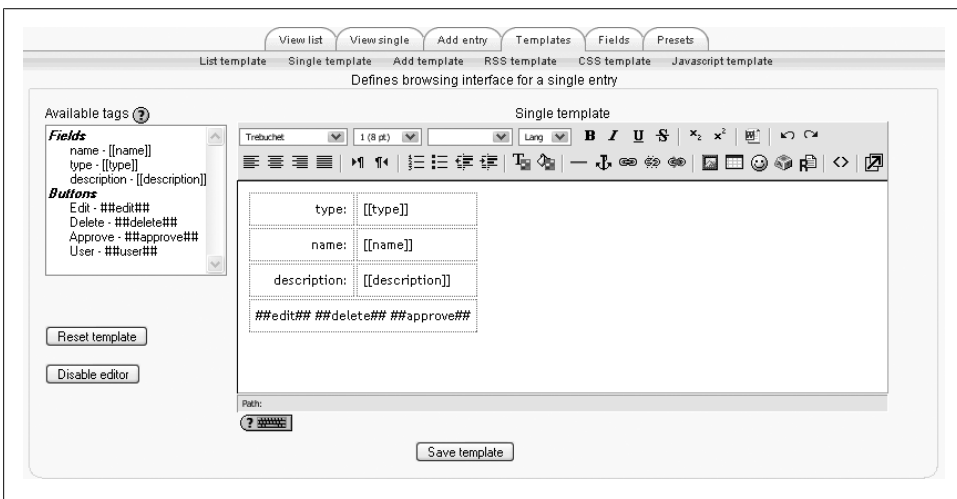 View list View single Add entry Templates Fields Presets
List template Single template Add template RSS template CSS template Javascript template
Defines browsing interface for a single entry
Available tags ?
Single template
Fields
name - [[name]]
type - [[type]]
description - [[description]]
Buttons
Edit - ##edit##
Delete - ##delete##
Approve - ##approve##
User - ##user##
Trebuchet 1 (8 pt) Lang B I U S x₂ x²
type: [[type]]
name: [[name]]
description: [[description]]
##edit## ##delete## ##approve##
Reset template
Disable editor
Path:
?
Save template